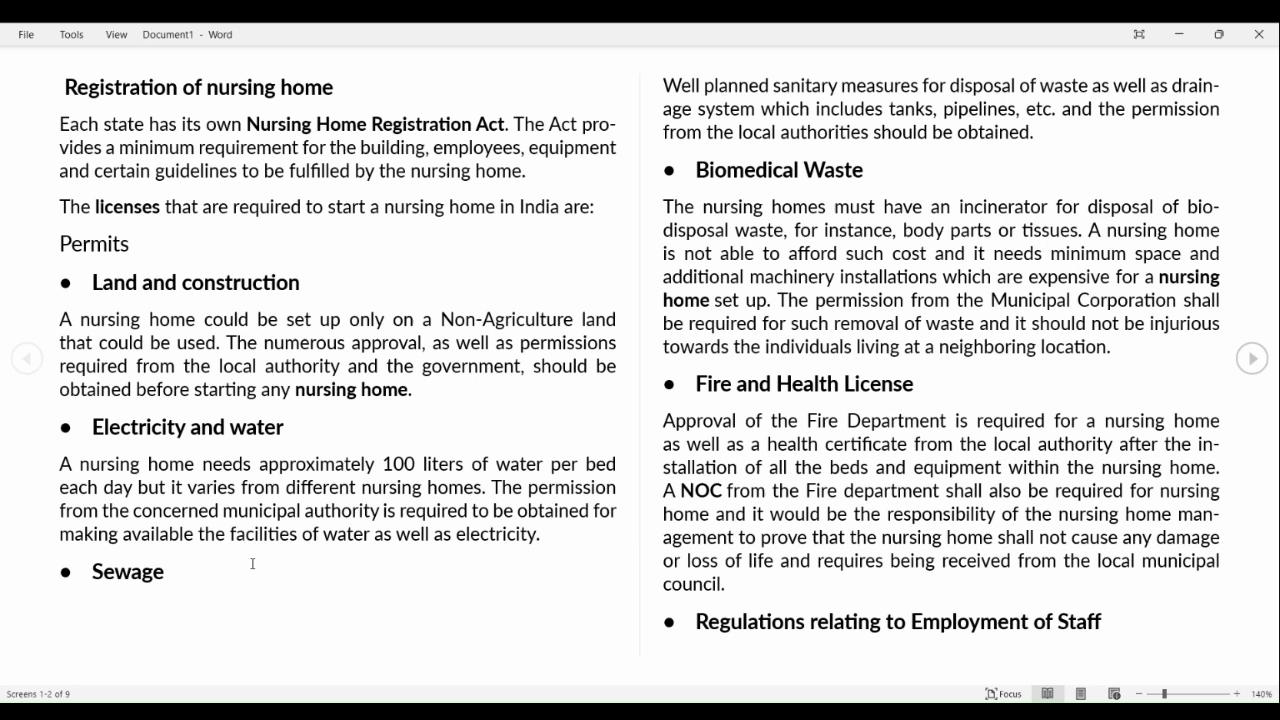 File Tools View Document1 - Word
Registration of nursing home
Each state has its own Nursing Home Registration Act. The Act pro-
vides a minimum requirement for the building, employees, equipment
and certain guidelines to be fulfilled by the nursing home.
The licenses that are required to start a nursing home in India are:
Permits
● Land and construction
A nursing home could be set up only on a Non-Agriculture land
that could be used. The numerous approval, as well as permissions
required from the local authority and the government, should be
obtained before starting any nursing home.
● Electricity and water
A nursing home needs approximately 100 liters of water per bed
each day but it varies from different nursing homes. The permission
from the concerned municipal authority is required to be obtained for
making available the facilities of water as well as electricity.
● Sewage
Well planned sanitary measures for disposal of waste as well as drain-
age system which includes tanks, pipelines, etc. and the permission
from the local authorities should be obtained.
● Biomedical Waste
The nursing homes must have an incinerator for disposal of bio-
disposal waste, for instance, body parts or tissues. A nursing home
is not able to afford such cost and it needs minimum space and
additional machinery installations which are expensive for a nursing
home set up. The permission from the Municipal Corporation shall
be required for such removal of waste and it should not be injurious
towards the individuals living at a neighboring location.
● Fire and Health License
Approval of the Fire Department is required for a nursing home
as well as a health certificate from the local authority after the in-
stallation of all the beds and equipment within the nursing home.
A NOC from the Fire department shall also be required for nursing
home and it would be the responsibility of the nursing home man-
agement to prove that the nursing home shall not cause any damage
or loss of life and requires being received from the local municipal
council.
● Regulations relating to Employment of Staff
Screens 1-2 of 9 Focus 140%